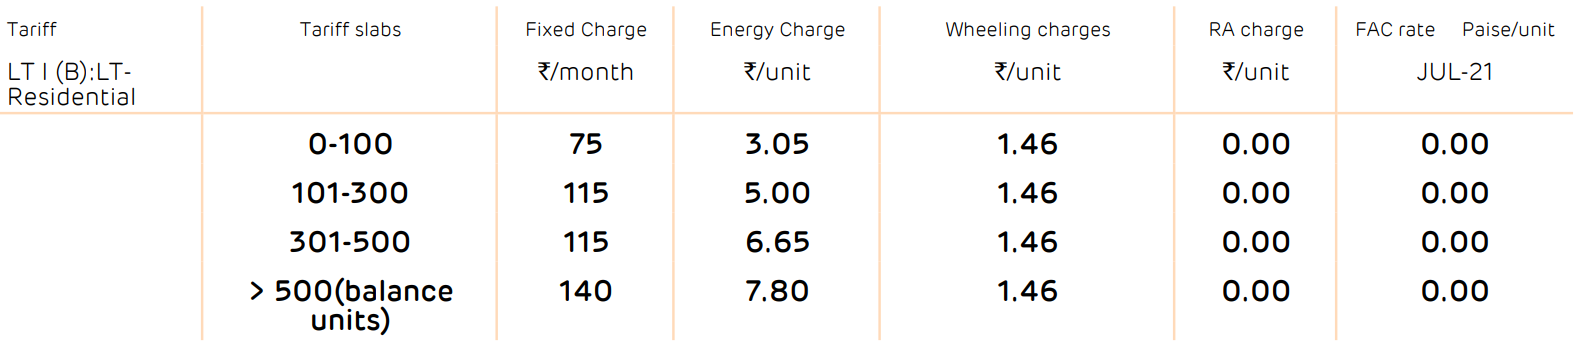 Tariff Tariff slabs Fixed Charge Energy Charge Wheeling charges RA charge FAC rate Paise/unit
LT I (B):LT- ₹/month ₹/unit ₹/unit ₹/unit JUL-21
Residential
0-100 75 3.05 1.46 0.00 0.00
101-300 115 5.00 1.46 0.00 0.00
301-500 115 6.65 1.46 0.00 0.00
> 500(balance 140 7.80 1.46 0.00 0.00
units)